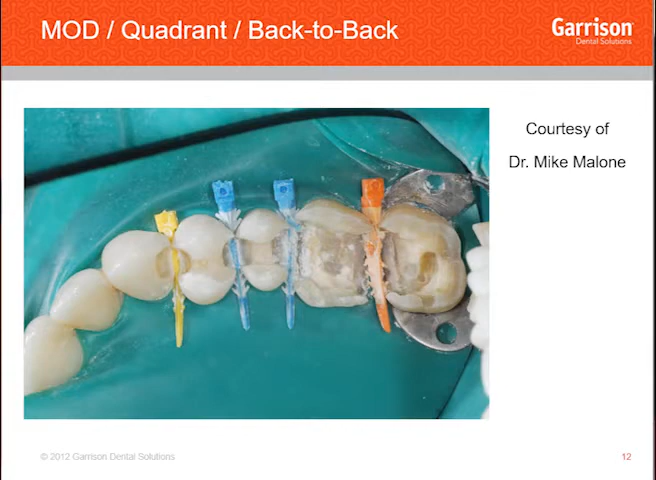 MOD / Quadrant / Back-to-Back
Garrison
Dental Solutions
Courtesy of
Dr. Mike Malone
© 2012 Garrison Dental Solutions
12